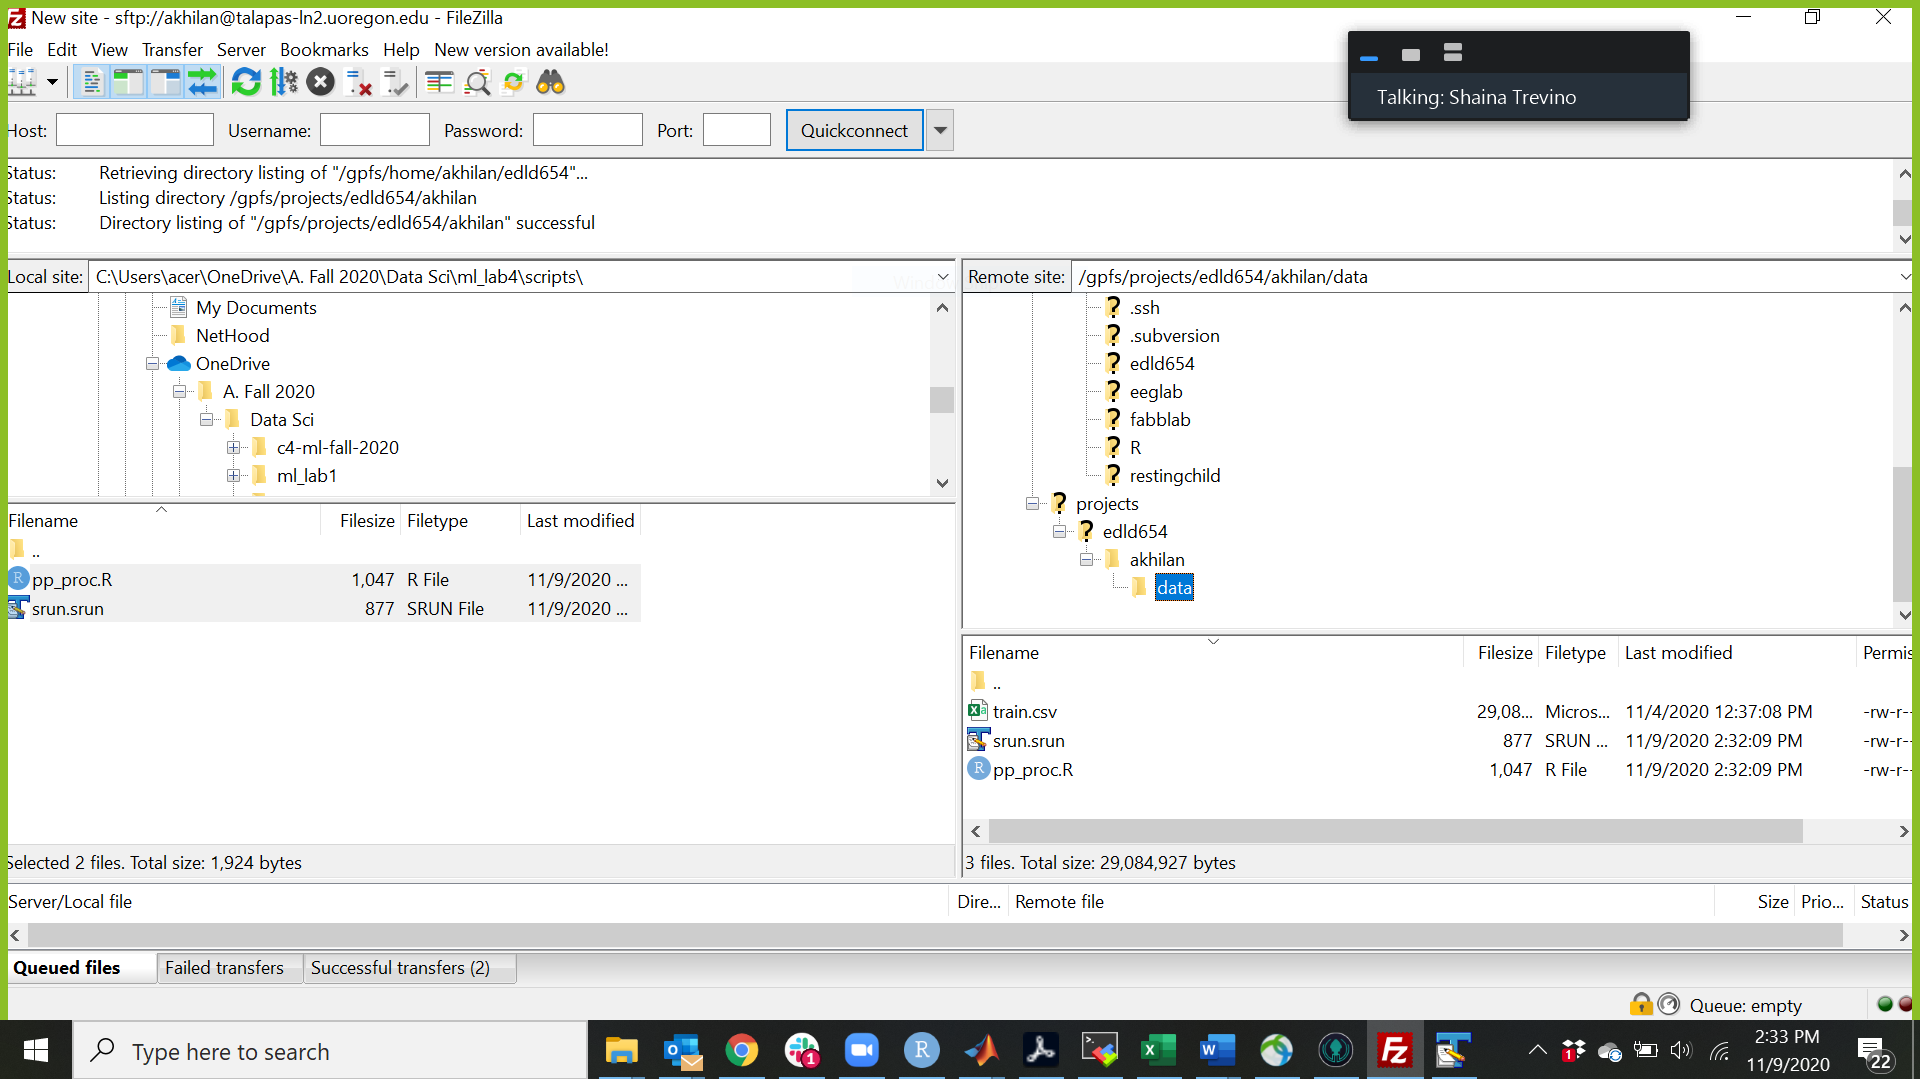 New site - sftp://akhilan@talapas-ln2.uoregon.edu - FileZilla
File Edit View Transfer Server Bookmarks Help New version available!
Talking: Shaina Trevino
Host: Username: Password: Port: Quickconnect
Status: Retrieving directory listing of "/gpfs/home/akhilan/edld654"...
Status: Listing directory /gpfs/projects/edld654/akhilan
Status: Directory listing of "/gpfs/projects/edld654/akhilan" successful
Local site: C:\Users\acer\OneDrive\A. Fall 2020\Data Sci\ml_lab4\scripts\
My Documents
NetHood
OneDrive
A. Fall 2020
Data Sci
c4-ml-fall-2020
ml_lab1
Filename Filesize Filetype Last modified
..
pp_proc.R 1,047 R File 11/9/2020 ...
srun.srun 877 SRUN File 11/9/2020 ...
Selected 2 files. Total size: 1,924 bytes
Remote site: /gpfs/projects/edld654/akhilan/data
.ssh
.subversion
edld654
eeglab
fabblab
R
restingchild
projects
edld654
akhilan
data
Filename Filesize Filetype Last modified Permis
..
train.csv 29,08... Micros... 11/4/2020 12:37:08 PM -rw-r--
srun.srun 877 SRUN ... 11/9/2020 2:32:09 PM -rw-r--
pp_proc.R 1,047 R File 11/9/2020 2:32:09 PM -rw-r--
3 files. Total size: 29,084,927 bytes
Server/Local file Dire... Remote file Size Prio... Status
Queued files Failed transfers Successful transfers (2)
Queue: empty
Type here to search
2:33 PM
11/9/2020
22